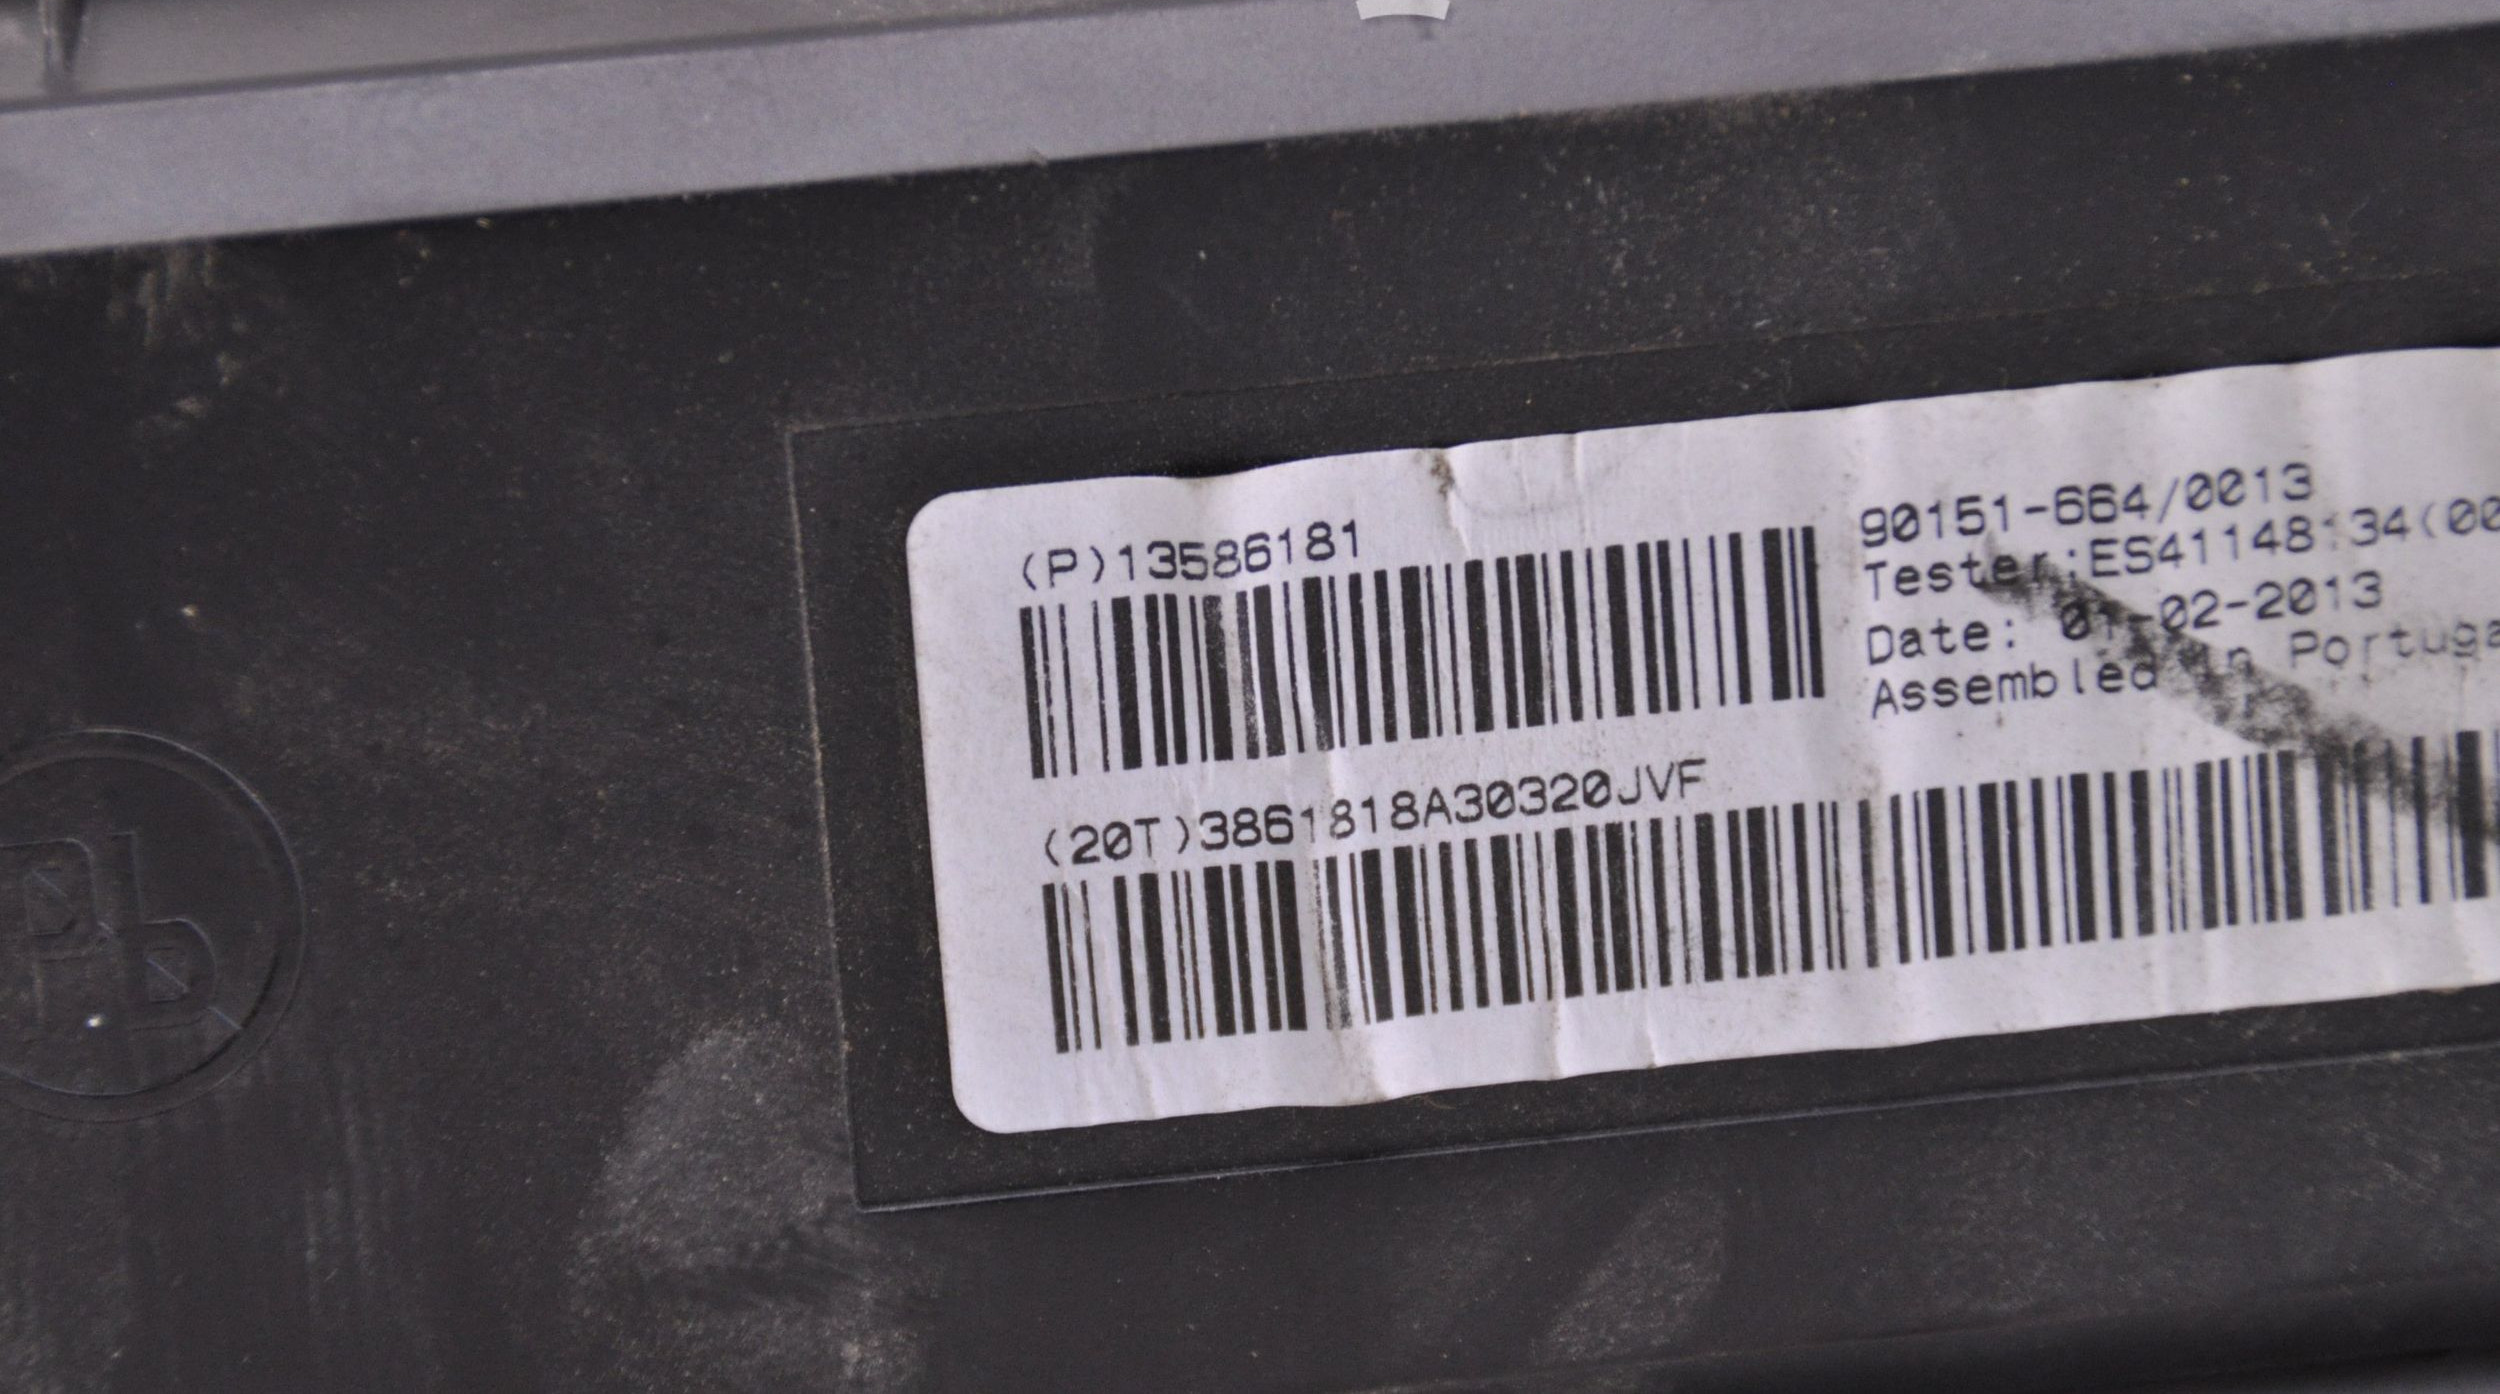 (P)13586181
90151-664/0013
Tester:ES41148134(00
Date: 01-02-2013
Assembled in Portuga
(20T)3861818A30320JVF